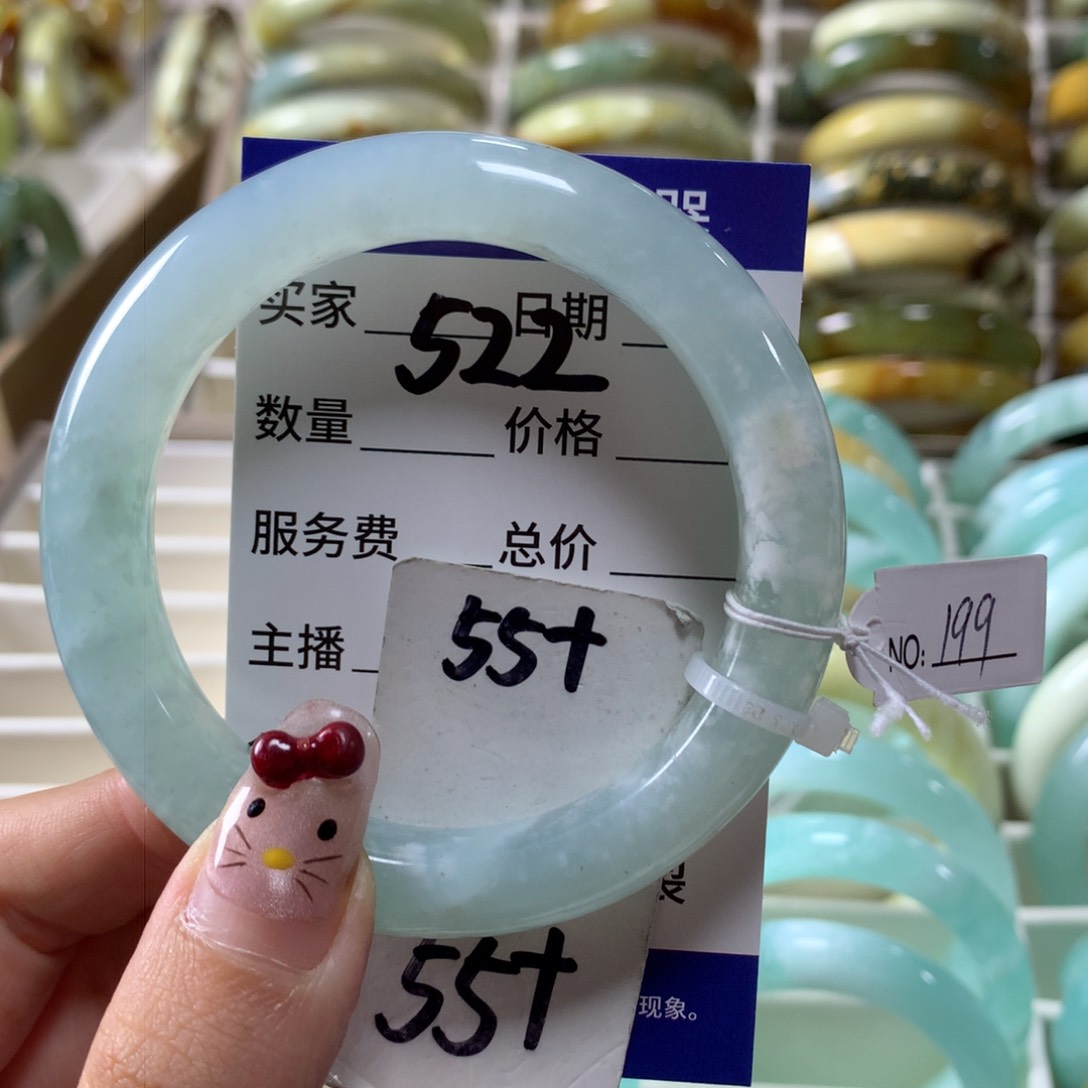 买家 522 日期
数量 价格
服务费 总价
主播
55+
NO: 199
55+
现象。